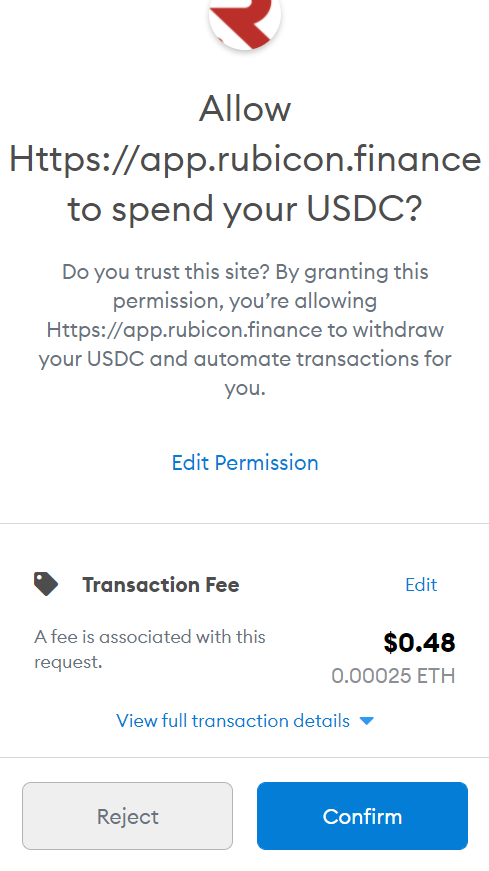 Allow
Https://app.rubicon.finance
to spend your USDC?
Do you trust this site? By granting this
permission, you’re allowing
Https://app.rubicon.finance to withdraw
your USDC and automate transactions for
you.
Edit Permission
Transaction Fee
Edit
A fee is associated with this
request.
$0.48
0.00025 ETH
View full transaction details
Reject
Confirm